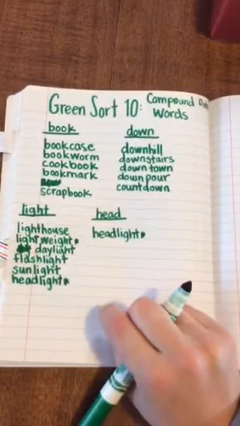 Green Sort 10: Compound
Words
book
bookcase
bookworm
cookbook
bookmark
scrapbook
down
downhill
downstairs
downtown
downpour
countdown
light
lighthouse
lightweight
daylight
flashlight
sunlight
headlight
head
headlight